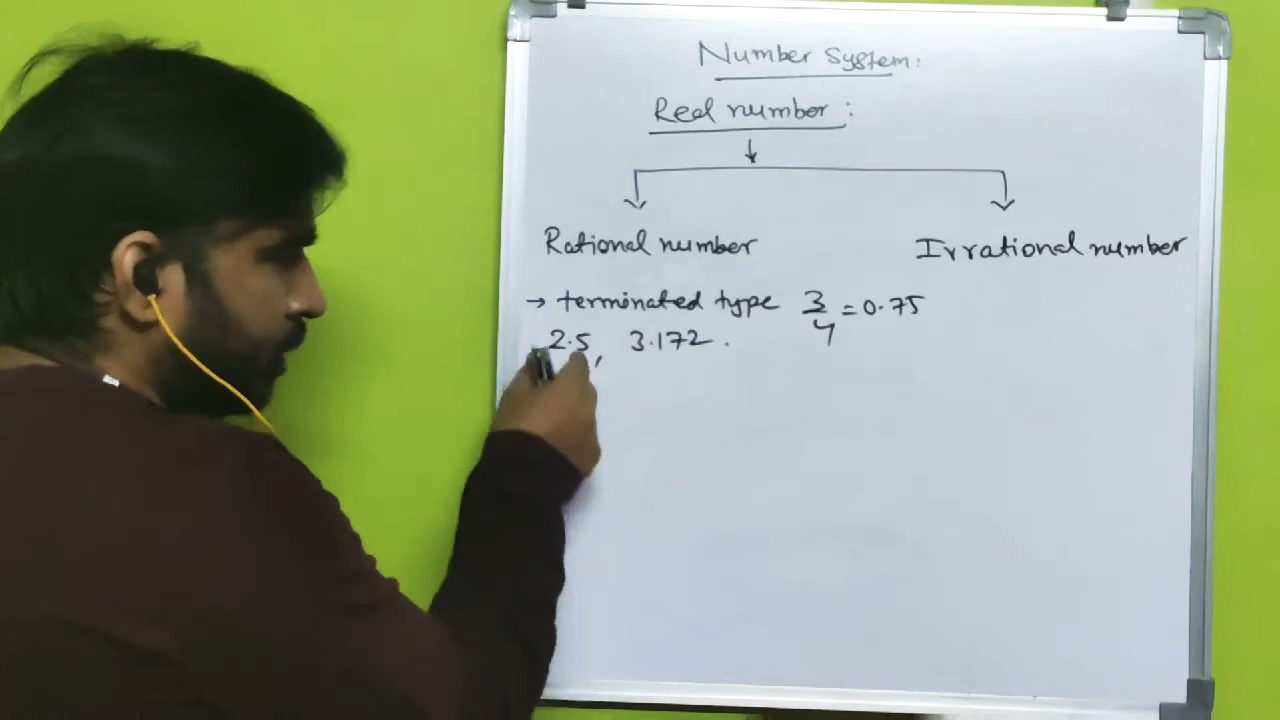 Number System:
Real number :
Rational number Irrational number
→ terminated type 3/4 = 0.75
2.5, 3.172 .